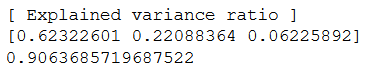 [ Explained variance ratio ]
[0.62322601 0.22088364 0.06225892]
0.9063685719687522